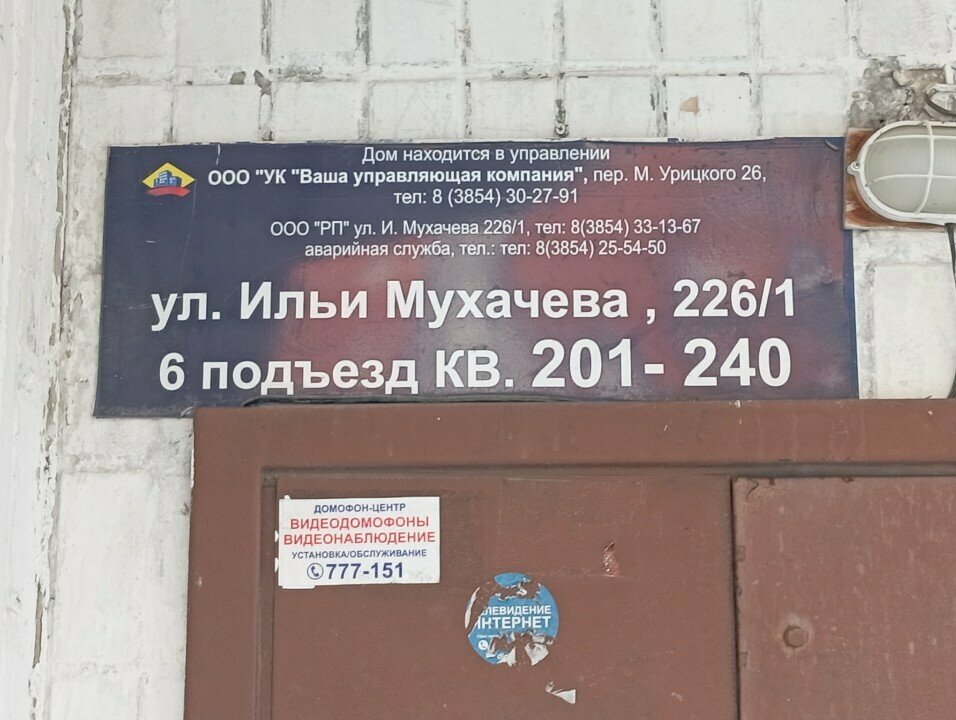 Дом находится в управлении
ООО "УК "Ваша управляющая компания", пер. М. Урицкого 26,
тел: 8 (3854) 30-27-91
ООО "РП" ул. И. Мухачева 226/1, тел: 8(3854) 33-13-67
аварийная служба, тел.: тел: 8(3854) 25-54-50
ул. Ильи Мухачева , 226/1
6 подъезд КВ. 201- 240
ДОМОФОН-ЦЕНТР
ВИДЕОДОМОФОНЫ
ВИДЕОНАБЛЮДЕНИЕ
УСТАНОВКА/ОБСЛУЖИВАНИЕ
777-151
ЛЕВИДЕНИЕ
ИНТЕРНЕТ